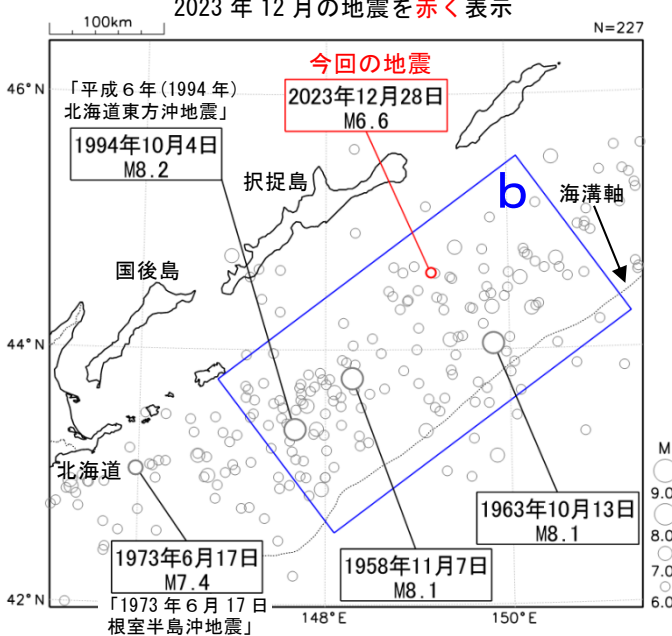 2023 年 12 月の地震を赤く表示
100km
N=227
今回の地震
46°N
「平成６年(1994 年)
北海道東方沖地震」
2023年12月28日
M6.6
1994年10月4日
M8.2
択捉島
b
海溝軸
国後島
44°N
北海道
M
9.0
8.0
7.0
6.0
1963年10月13日
M8.1
1973年6月17日
M7.4
1958年11月7日
M8.1
42°N
「1973 年 6 月 17 日
根室半島沖地震」
148°E
150°E